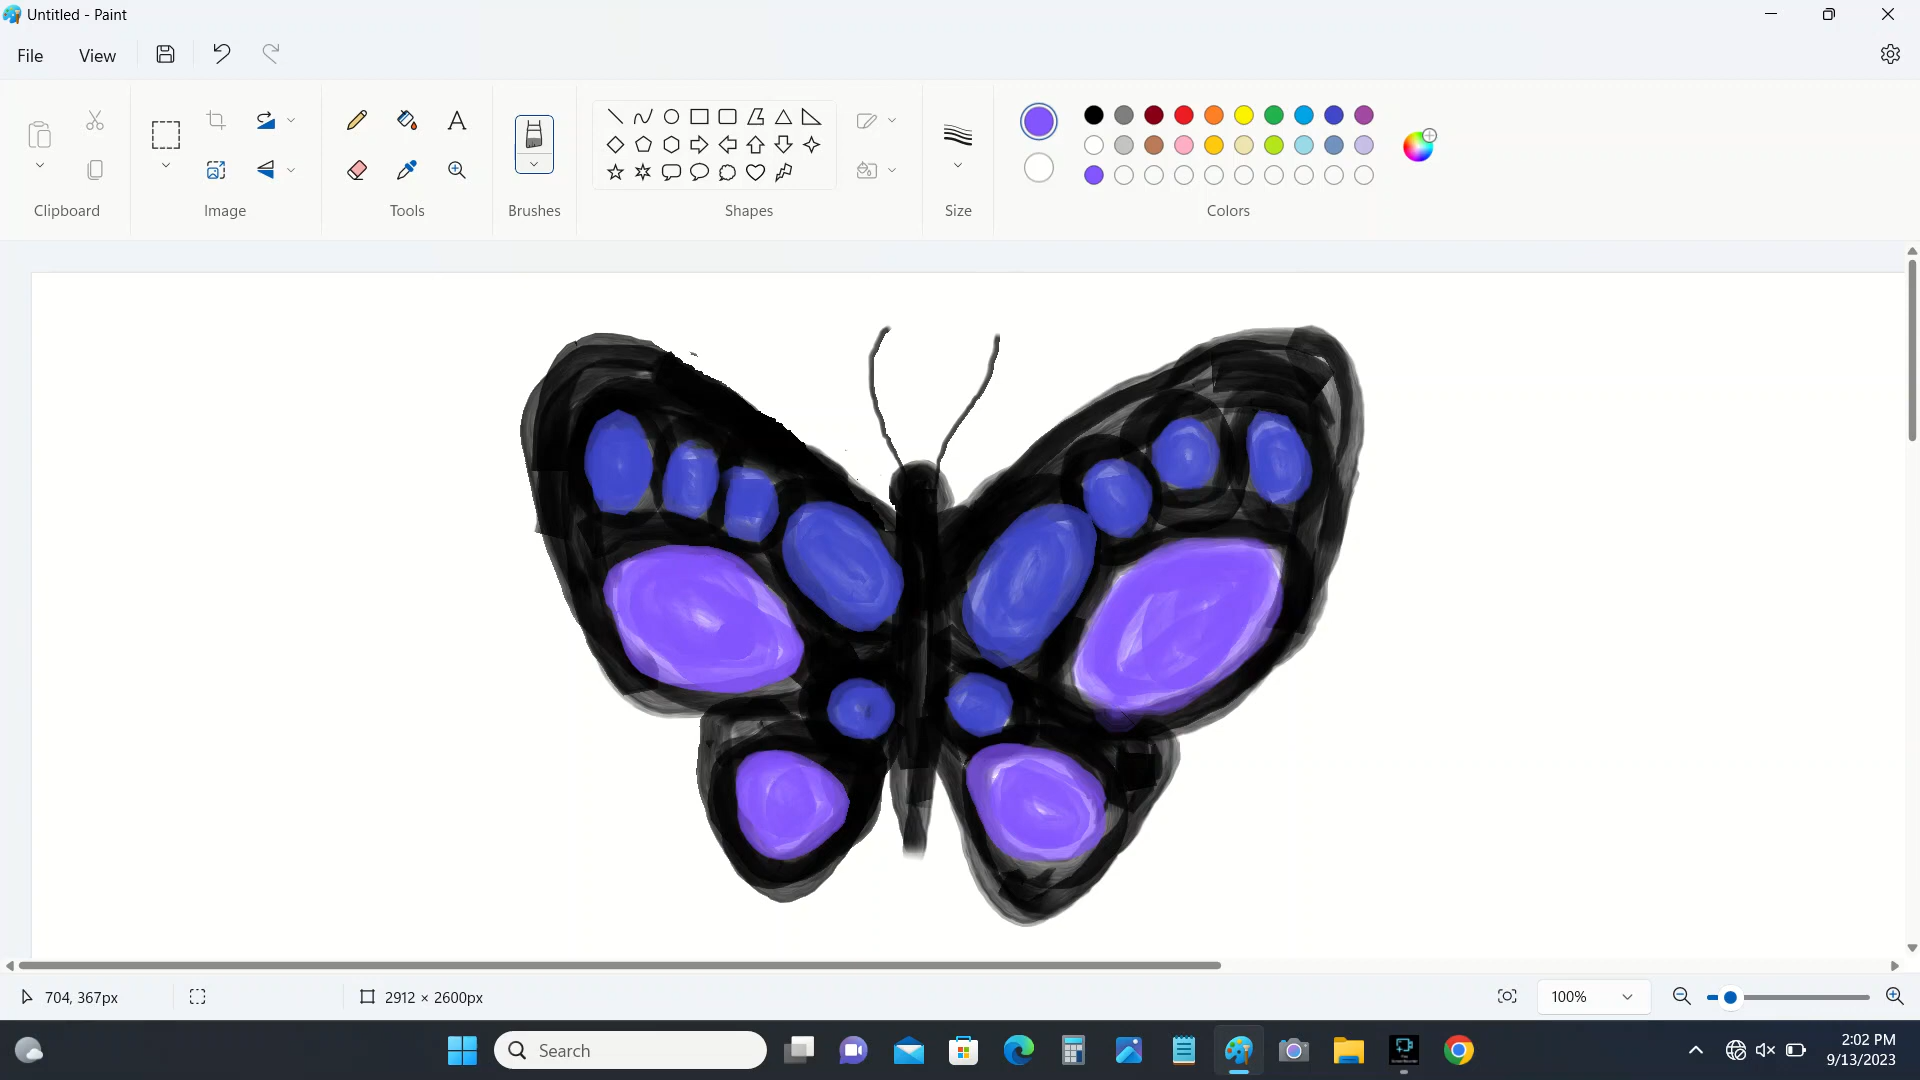 Untitled - Paint
File View
Clipboard Image Tools Brushes Shapes Size Colors
704, 367px 2912 × 2600px 100%
Search
2:02 PM
9/13/2023